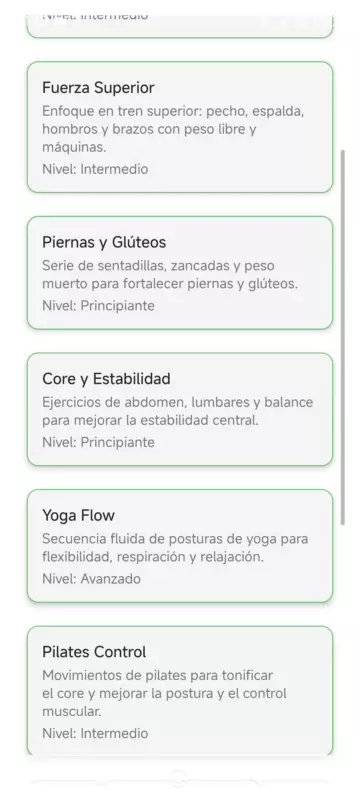 Nivel: Intermedio
Fuerza Superior
Enfoque en tren superior: pecho, espalda,
hombros y brazos con peso libre y
máquinas.
Nivel: Intermedio
Piernas y Glúteos
Serie de sentadillas, zancadas y peso
muerto para fortalecer piernas y glúteos.
Nivel: Principiante
Core y Estabilidad
Ejercicios de abdomen, lumbares y balance
para mejorar la estabilidad central.
Nivel: Principiante
Yoga Flow
Secuencia fluida de posturas de yoga para
flexibilidad, respiración y relajación.
Nivel: Avanzado
Pilates Control
Movimientos de pilates para tonificar
el core y mejorar la postura y el control
muscular.
Nivel: Intermedio